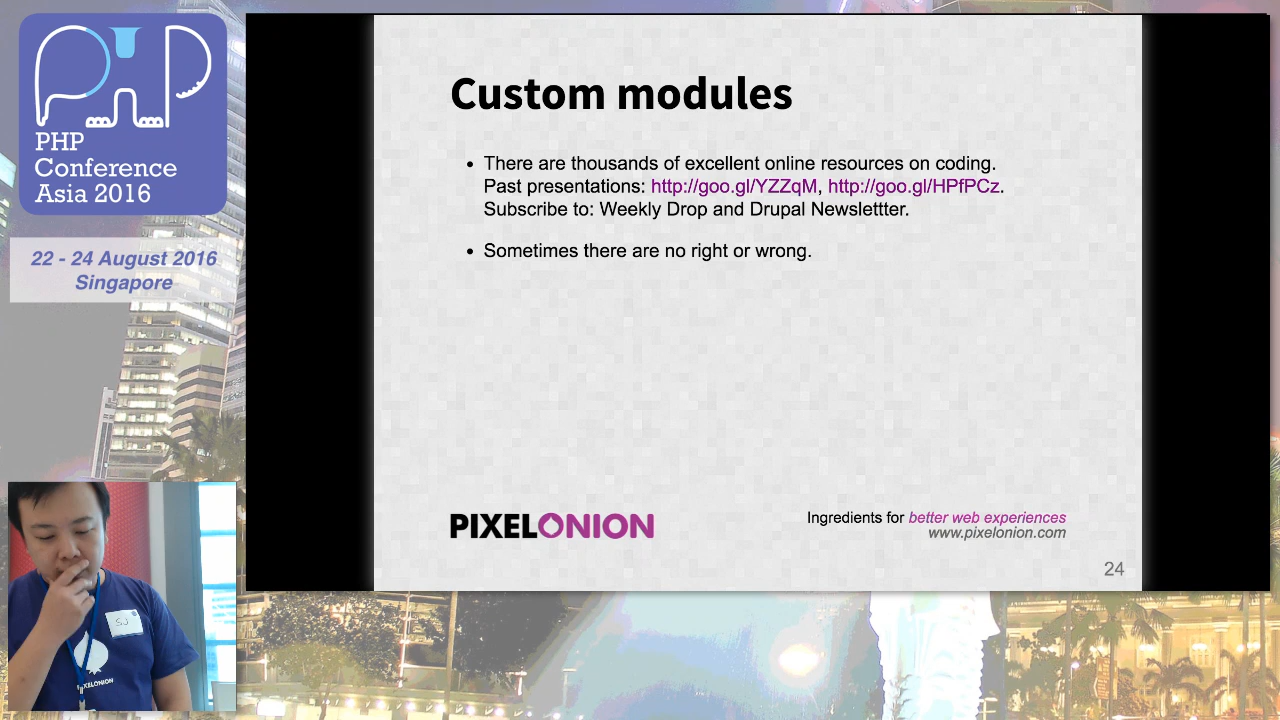 PHP
Conference
Asia 2016
22 - 24 August 2016
Singapore
Custom modules
• There are thousands of excellent online resources on coding.
Past presentations: http://goo.gl/YZZqM, http://goo.gl/HPfPCz.
Subscribe to: Weekly Drop and Drupal Newslettter.
• Sometimes there are no right or wrong.
PIXELONION
Ingredients for better web experiences
www.pixelonion.com
24
SJ
PIXELONION